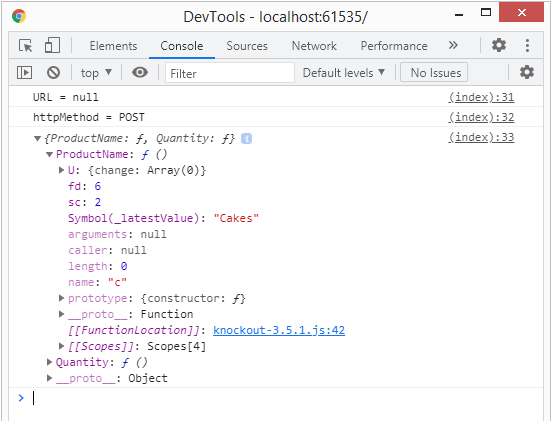 DevTools - localhost:61535/
Elements Console Sources Network Performance »
top Filter Default levels No Issues
URL = null (index):31
httpMethod = POST (index):32
{ProductName: ƒ, Quantity: ƒ} i (index):33
ProductName: ƒ ()
U: {change: Array(0)}
fd: 6
sc: 2
Symbol(_latestValue): "Cakes"
arguments: null
caller: null
length: 0
name: "c"
prototype: {constructor: ƒ}
__proto__: Function
[[FunctionLocation]]: knockout-3.5.1.js:42
[[Scopes]]: Scopes[4]
Quantity: ƒ ()
__proto__: Object